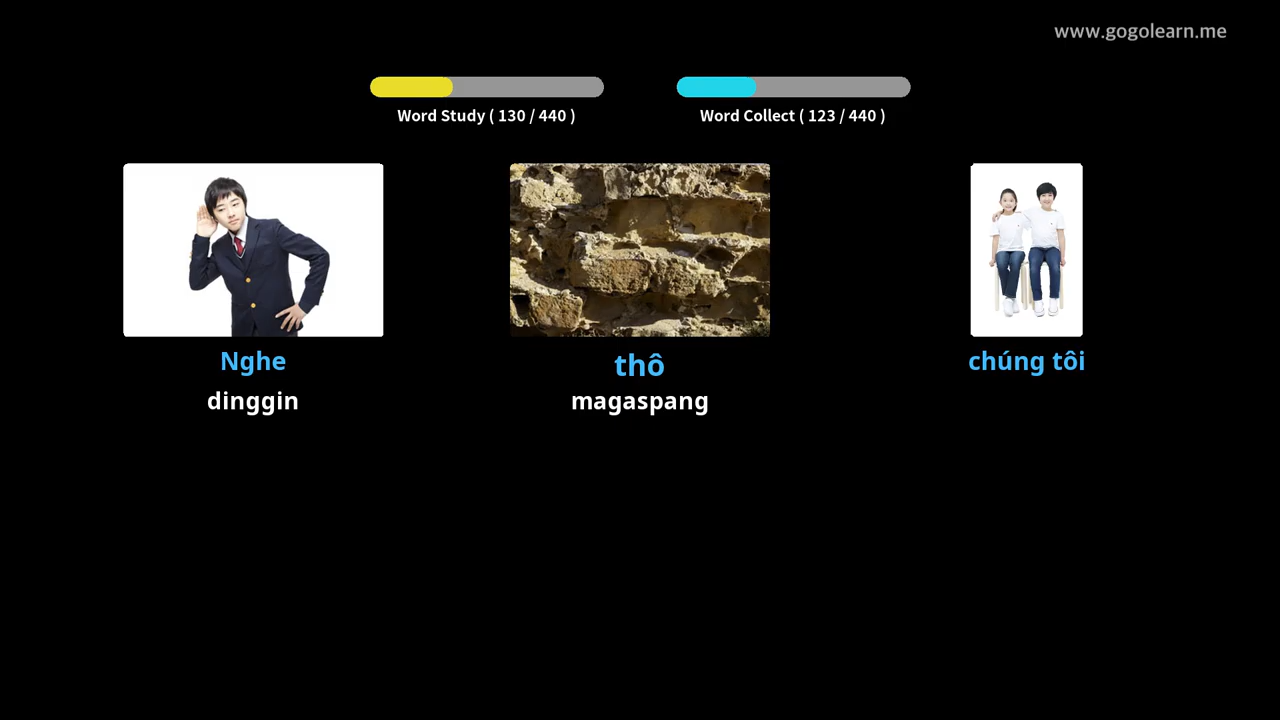 www.gogolearn.me
Word Study ( 130 / 440 )
Word Collect ( 123 / 440 )
Nghe
dinggin
thô
magaspang
chúng tôi